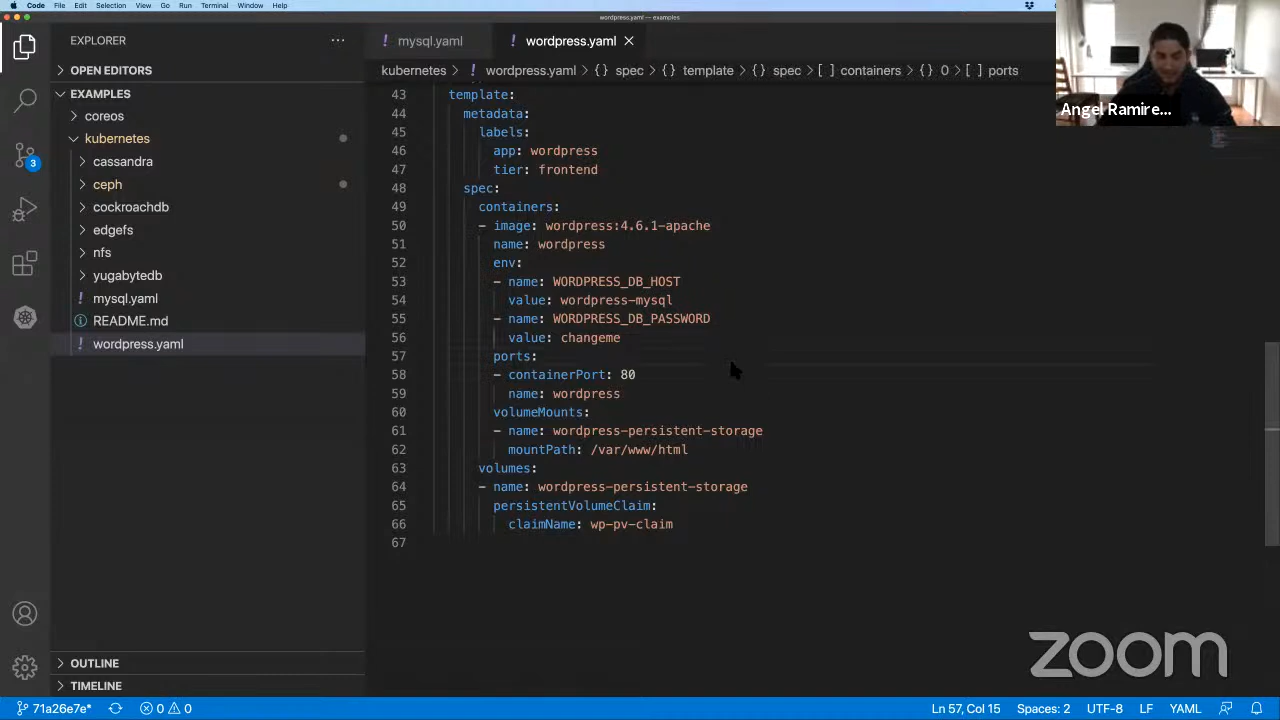 Code File Edit Selection View Go Run Terminal Window Help
wordpress.yaml — examples
EXPLORER
mysql.yaml
wordpress.yaml
OPEN EDITORS
kubernetes > wordpress.yaml > {} spec > {} template > {} spec > [ ] containers > {} 0 > [ ] ports
EXAMPLES
coreos
kubernetes
cassandra
ceph
cockroachdb
edgefs
nfs
yugabytedb
mysql.yaml
README.md
wordpress.yaml
OUTLINE
TIMELINE
3
43 template:
44 metadata:
45 labels:
46 app: wordpress
47 tier: frontend
48 spec:
49 containers:
50 - image: wordpress:4.6.1-apache
51 name: wordpress
52 env:
53 - name: WORDPRESS_DB_HOST
54 value: wordpress-mysql
55 - name: WORDPRESS_DB_PASSWORD
56 value: changeme
57 ports:
58 - containerPort: 80
59 name: wordpress
60 volumeMounts:
61 - name: wordpress-persistent-storage
62 mountPath: /var/www/html
63 volumes:
64 - name: wordpress-persistent-storage
65 persistentVolumeClaim:
66 claimName: wp-pv-claim
67
Angel Ramire...
zoom
71a26e7e* 0 0 Ln 57, Col 15 Spaces: 2 UTF-8 LF YAML